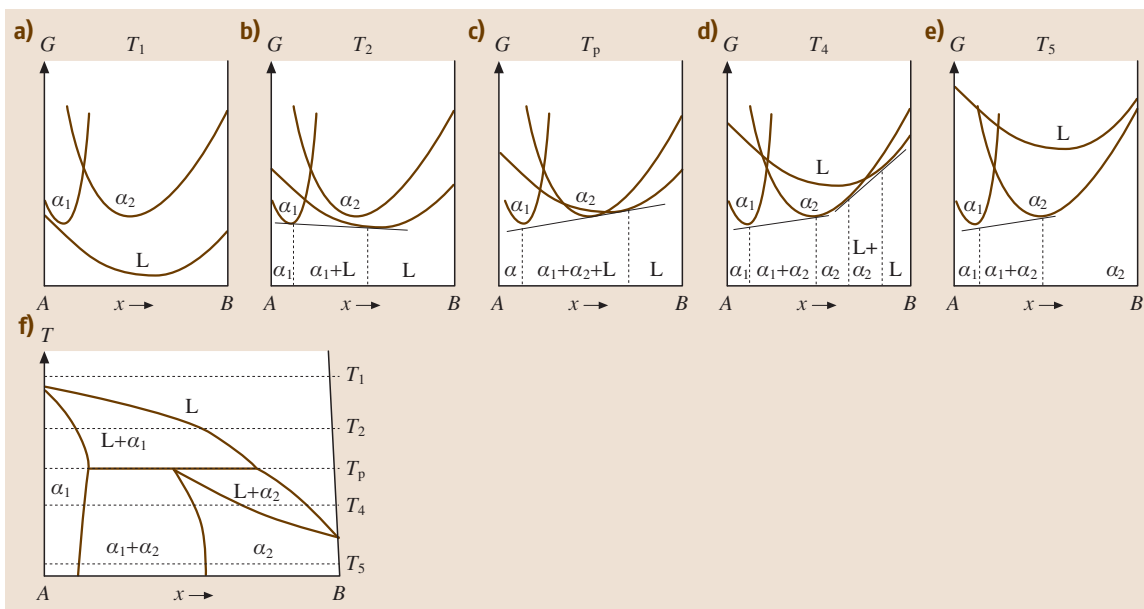 a) b) c) d) e)
G T₁ G T₂ G Tₚ G T₄ G T₅
α₁ α₂ L
α₁ α₂
α₁ α₂
α₁ L α₂
L α₁ α₂
α₁ α₁+L L
α α₁+α₂+L L
α₁ α₁+α₂ α₂ L+
α₂ L
α₁ α₁+α₂ α₂
A x → B A x → B A x → B A x → B A x → B
f)
T
T₁
L
T₂
L+α₁
Tₚ
α₁ L+α₂
T₄
α₁+α₂ α₂
T₅
A x → B